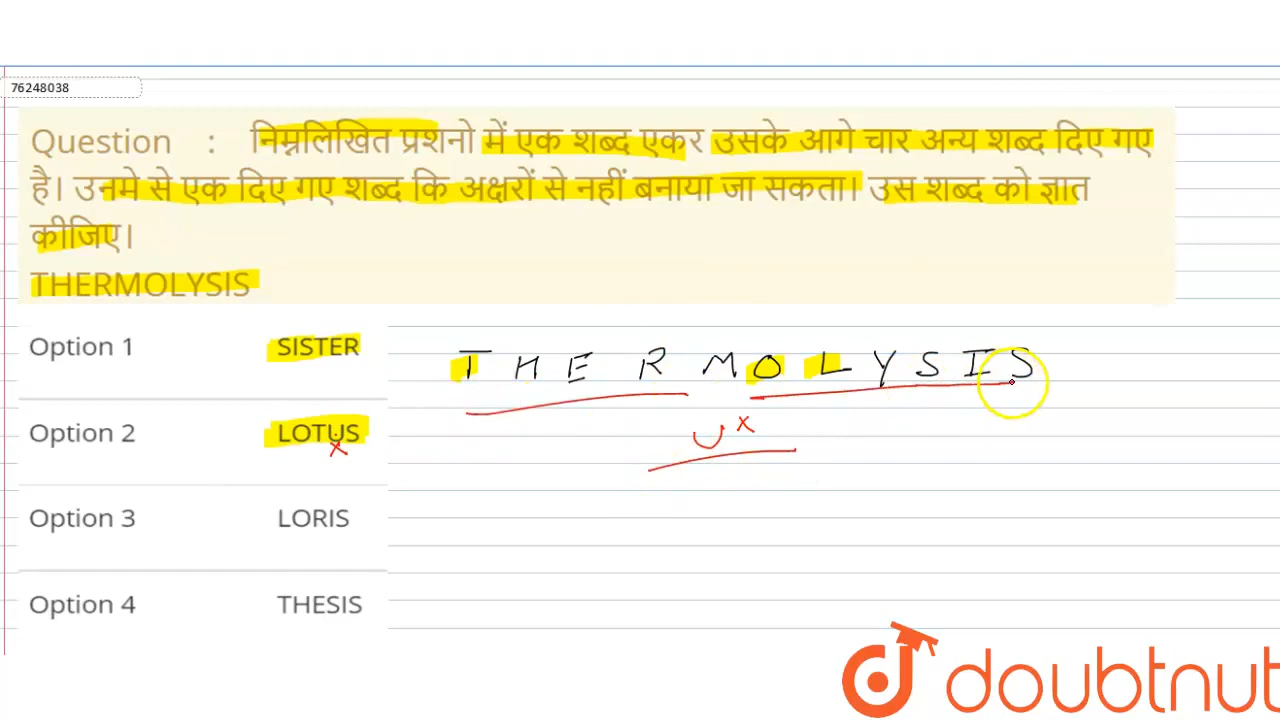 76248038
Question : निम्नलिखित प्रशनो में एक शब्द एकर उसके आगे चार अन्य शब्द दिए गए
है। उनमे से एक दिए गए शब्द कि अक्षरों से नहीं बनाया जा सकता। उस शब्द को ज्ञात
कीजिए।
THERMOLYSIS
Option 1 SISTER
T H E R M O L Y S I S
Option 2 LOTUS
x
U x
Option 3 LORIS
Option 4 THESIS
doubtnut